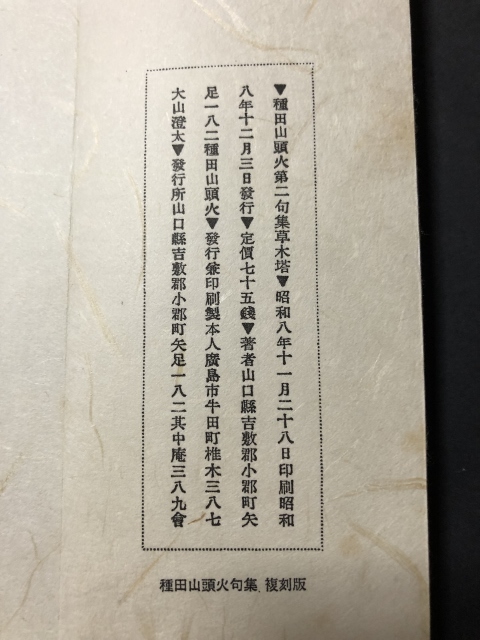 ▼種田山頭火第二句集草木塔▼昭和八年十一月二十八日印刷昭和
八年十二月三日發行▼定價七十五錢▼著者山口縣吉敷郡小郡町矢
足一八二種田山頭火▼發行兼印刷製本人廣島市牛田町椎木三八七
大山澄太▼發行所山口縣吉敷郡小郡町矢足一八二其中庵三八九會
種田山頭火句集 複刻版